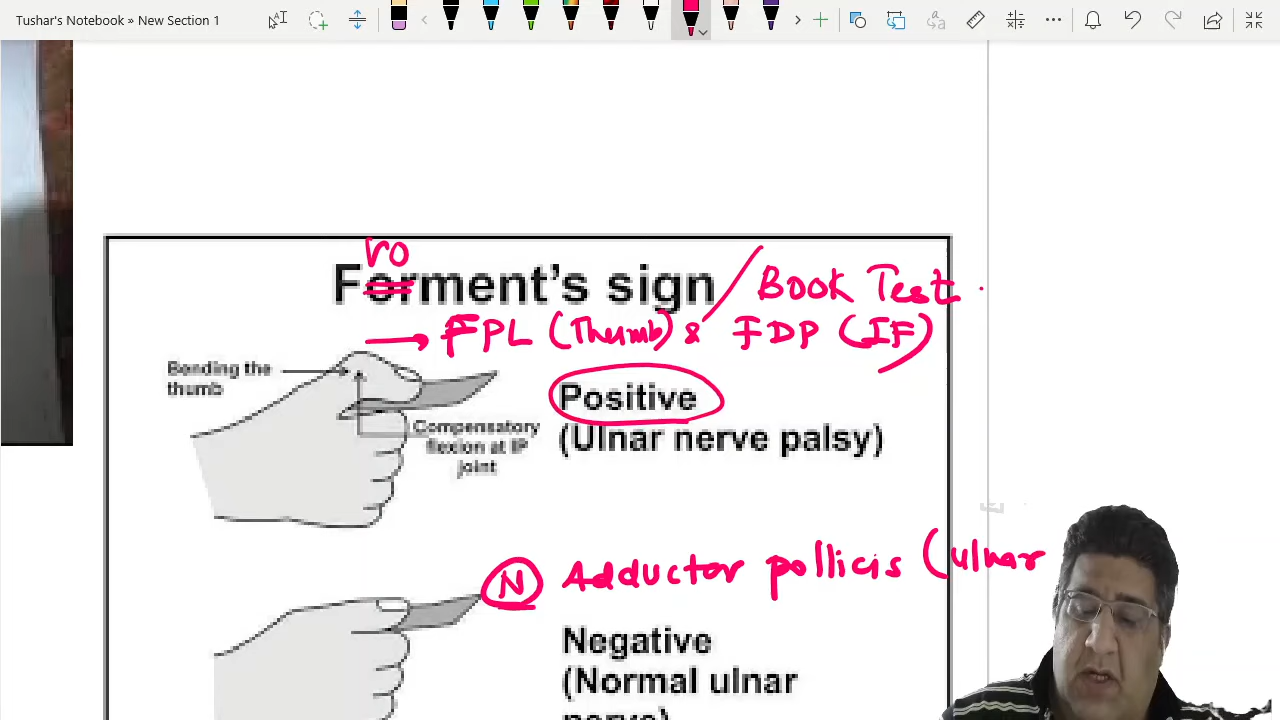 Tushar's Notebook » New Section 1
ro
Ferment's sign / Book Test.
→ FPL (Thumb) & FDP (IF)
Bending the
thumb
Positive
(Ulnar nerve palsy)
Compensatory
flexion at IP
joint
N Adductor pollicis (ulnar
Negative
(Normal ulnar
nerve)